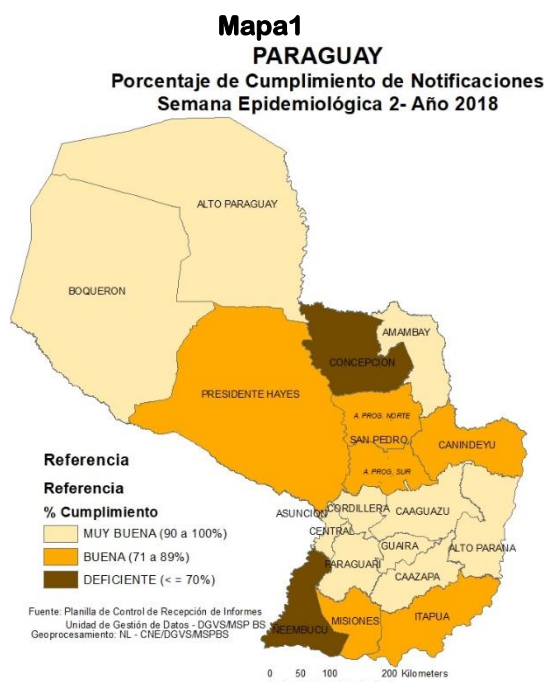 Mapa1
PARAGUAY
Porcentaje de Cumplimiento de Notificaciones
Semana Epidemiológica 2- Año 2018
ALTO PARAGUAY
BOQUERON
AMAMBAY
CONCEPCION
PRESIDENTE HAYES
A. PROG. NORTE
SAN PEDRO
CANINDEYU
A. PROG, SUR
ASUNCION
CORDILLERA
CAAGUAZU
CENTRAL
GUAIRA
ALTO PARANA
PARAGUARI
CAAZAPA
MISIONES
ITAPUA
ÑEEMBUCU
Referencia
Referencia
% Cumplimiento
MUY BUENA (90 a 100%)
BUENA (71 a 89%)
DEFICIENTE (< = 70%)
Fuente: Planilla de Control de Recepción de Informes
Unidad de Gestión de Datos - DGVS/MSP BS
Geoprocesamiento: NL - CNE/DGVS/MSPBS
0 50 100 200 Kilometers